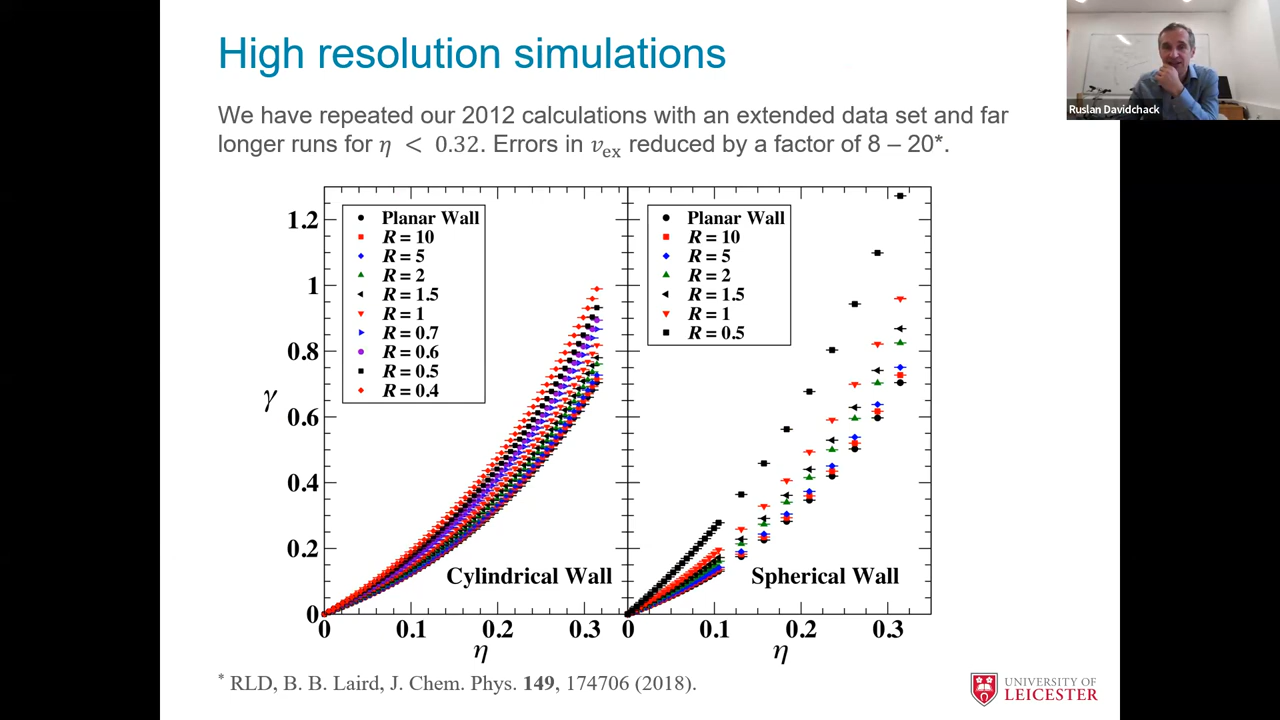 High resolution simulations
Ruslan Davidchack
We have repeated our 2012 calculations with an extended data set and far
longer runs for η < 0.32. Errors in νex reduced by a factor of 8 – 20*.
Planar Wall
R = 10
R = 5
R = 2
R = 1.5
R = 1
R = 0.7
R = 0.6
R = 0.5
R = 0.4
Planar Wall
R = 10
R = 5
R = 2
R = 1.5
R = 1
R = 0.5
1.2
1
0.8
0.6
0.4
0.2
0
γ
Cylindrical Wall
Spherical Wall
0 0.1 0.2 0.3 0 0.1 0.2 0.3
η η
* RLD, B. B. Laird, J. Chem. Phys. 149, 174706 (2018).
UNIVERSITY OF
LEICESTER